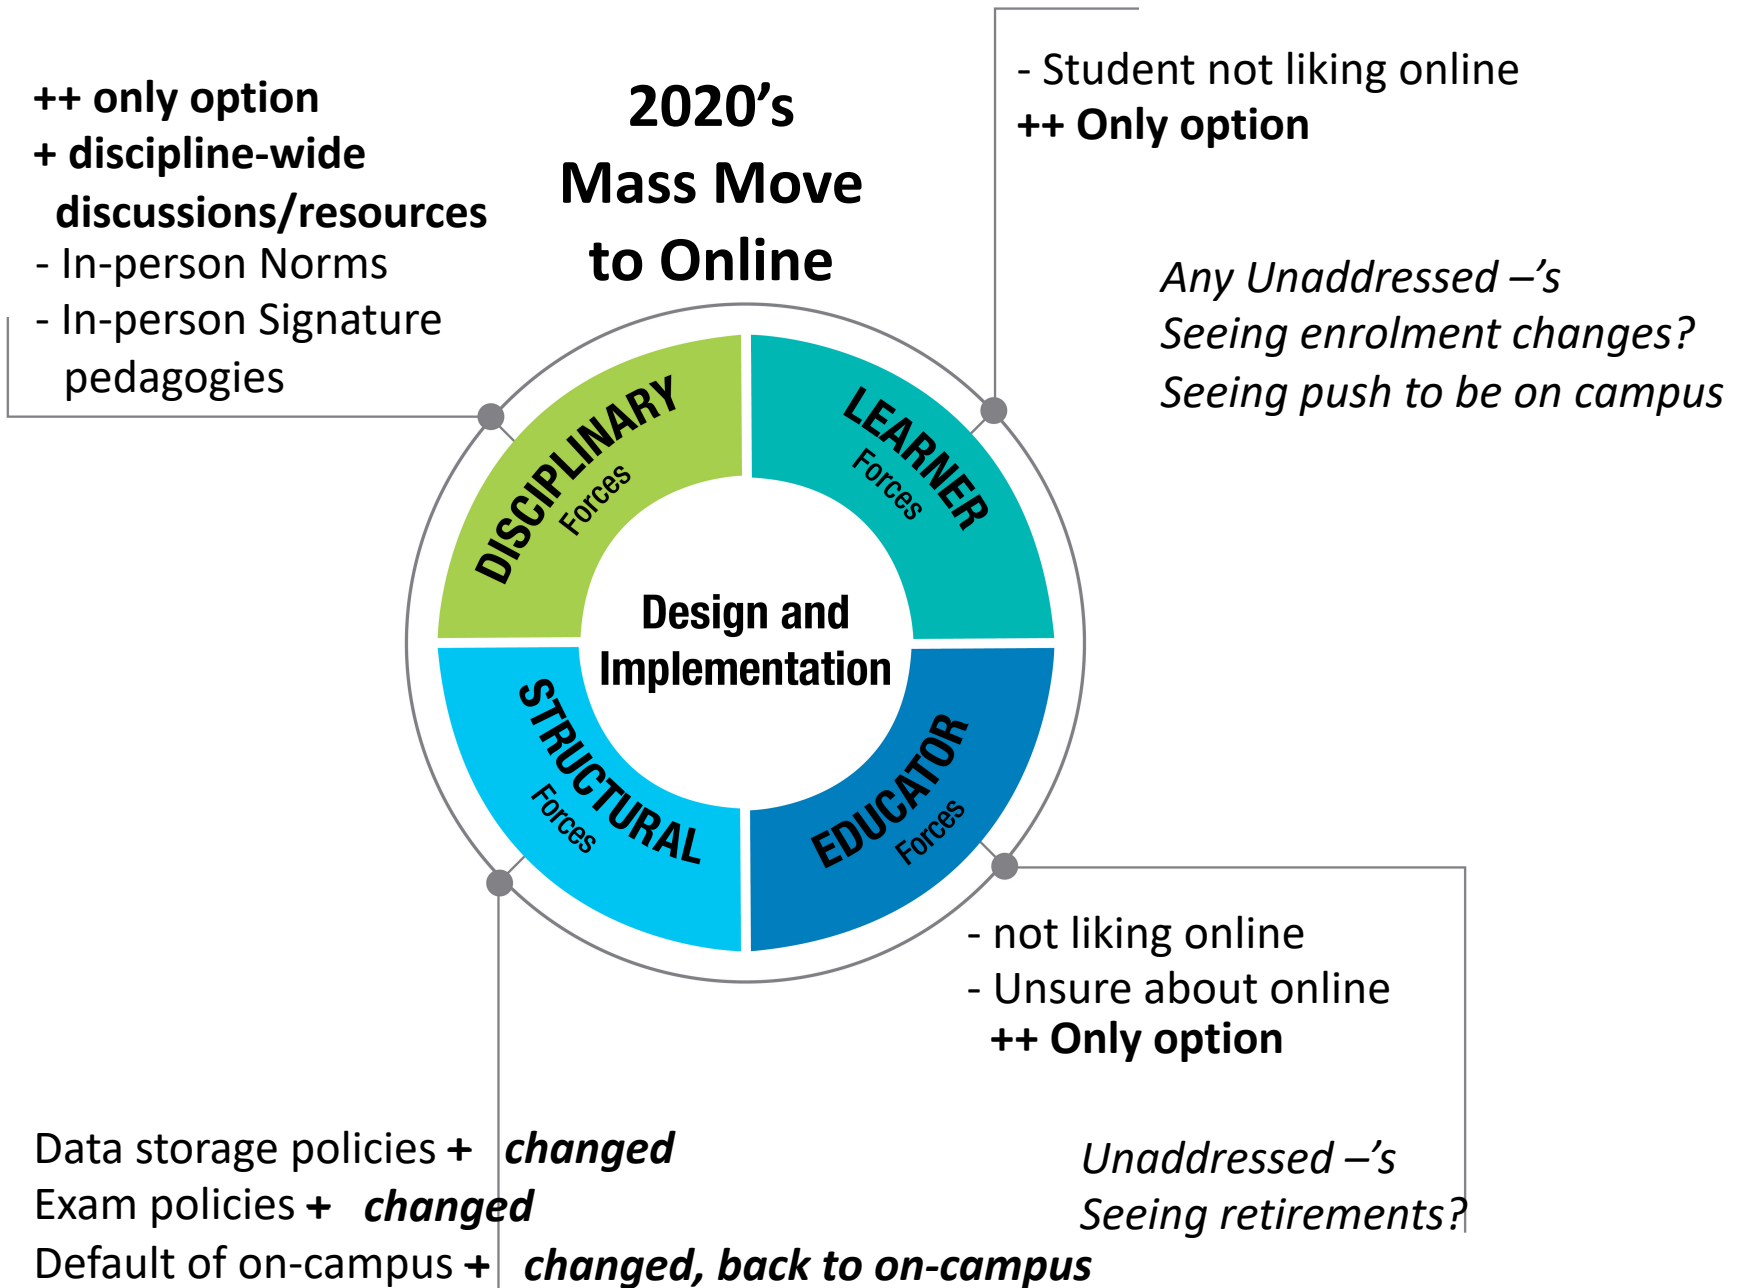 ++ only option
+ discipline-wide
discussions/resources
- In-person Norms
- In-person Signature
pedagogies
2020's
Mass Move
to Online
- Student not liking online
++ Only option
Any Unaddressed –'s
Seeing enrolment changes?
Seeing push to be on campus
DISCIPLINARY
Forces
LEARNER
Forces
Design and
Implementation
STRUCTURAL
Forces
EDUCATOR
Forces
- not liking online
- Unsure about online
++ Only option
Unaddressed –'s
Seeing retirements?
Data storage policies + changed
Exam policies + changed
Default of on-campus + changed, back to on-campus